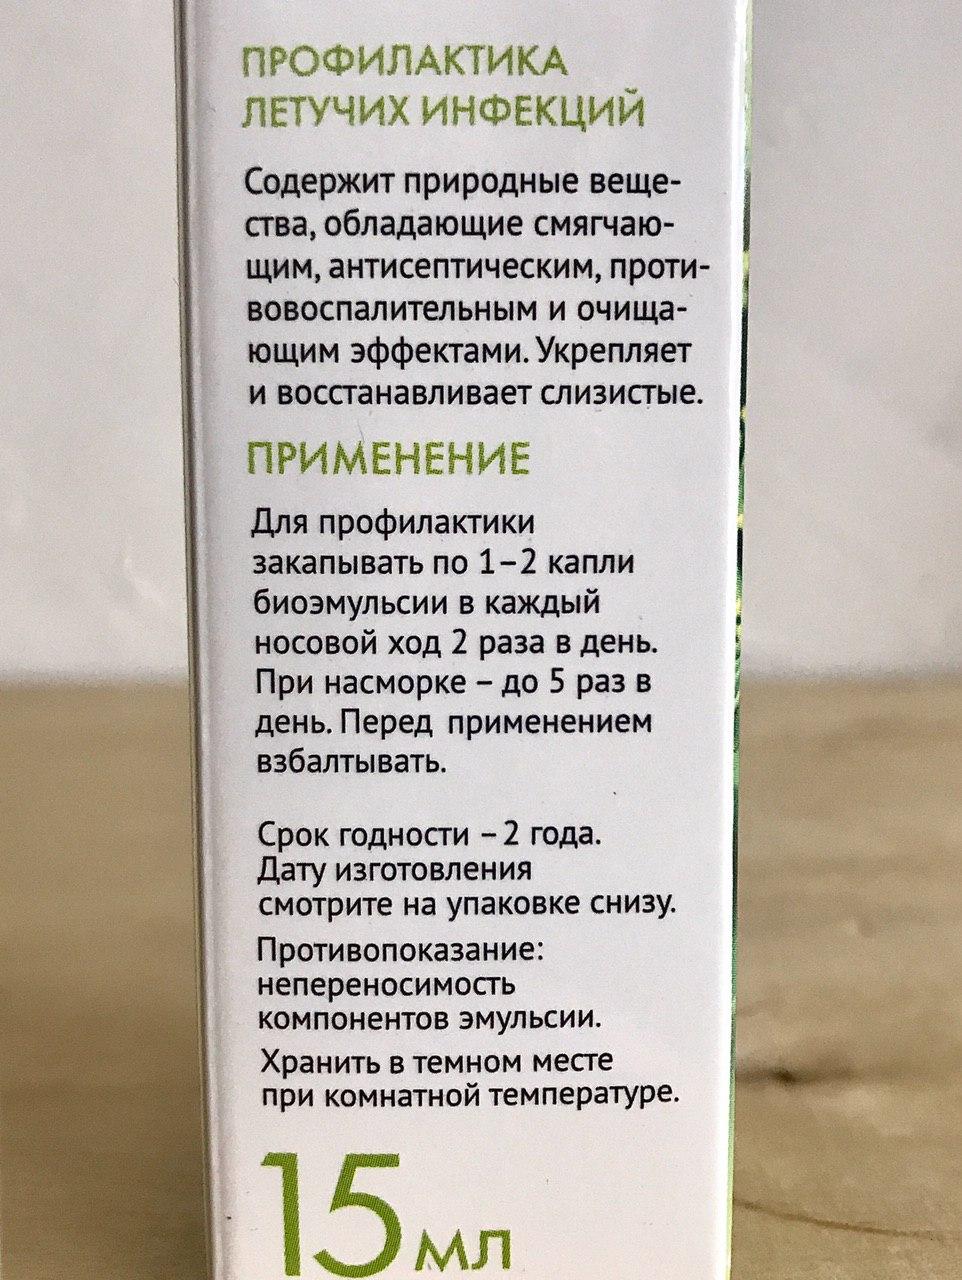 ПРОФИЛАКТИКА
ЛЕТУЧИХ ИНФЕКЦИЙ
Содержит природные веще-
ства, обладающие смягчаю-
щим, антисептическим, проти-
вовоспалительным и очища-
ющим эффектами. Укрепляет
и восстанавливает слизистые.
ПРИМЕНЕНИЕ
Для профилактики
закапывать по 1–2 капли
биоэмульсии в каждый
носовой ход 2 раза в день.
При насморке – до 5 раз в
день. Перед применением
взбалтывать.
Срок годности – 2 года.
Дату изготовления
смотрите на упаковке снизу.
Противопоказание:
непереносимость
компонентов эмульсии.
Хранить в темном месте
при комнатной температуре.
15 мл